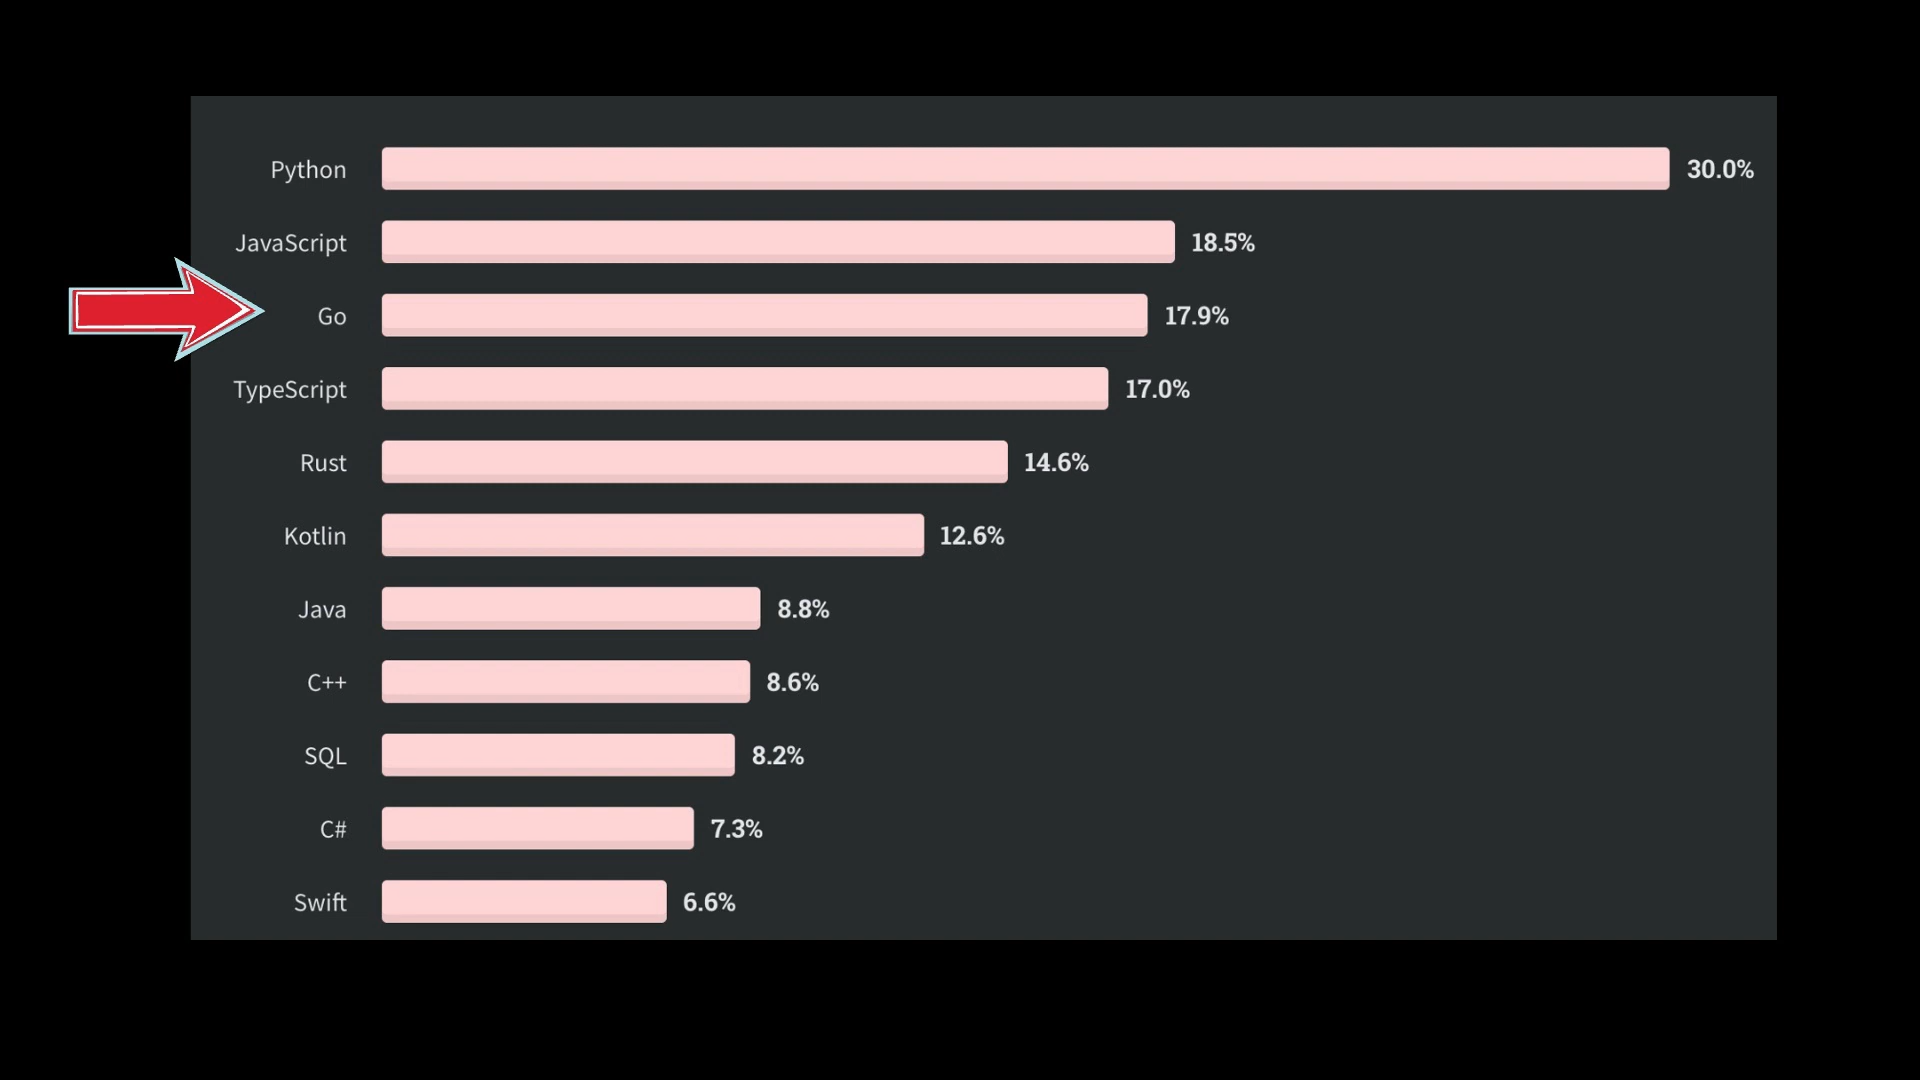 Python 30.0%
JavaScript 18.5%
Go 17.9%
TypeScript 17.0%
Rust 14.6%
Kotlin 12.6%
Java 8.8%
C++ 8.6%
SQL 8.2%
C# 7.3%
Swift 6.6%